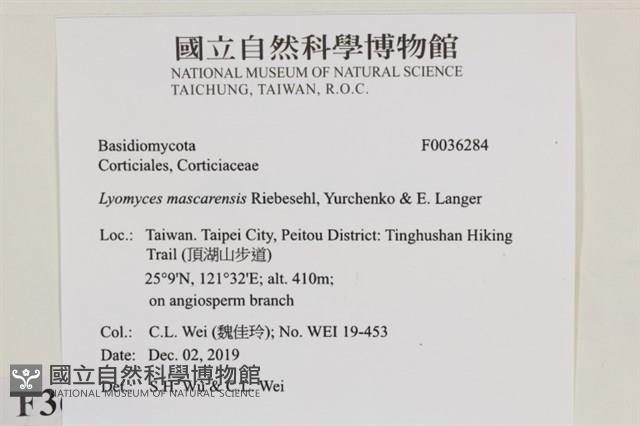 國立自然科學博物館
NATIONAL MUSEUM OF NATURAL SCIENCE
TAICHUNG, TAIWAN, R.O.C.
Basidiomycota F0036284
Corticiales, Corticiaceae
Lyomyces mascarensis Riebesehl, Yurchenko & E. Langer
Loc.: Taiwan. Taipei City, Peitou District: Tinghushan Hiking
Trail (頂湖山步道)
25°9'N, 121°32'E; alt. 410m;
on angiosperm branch
Col.: C.L. Wei (魏佳玲); No. WEI 19-453
Date: Dec. 02, 2019
Det.: S.H. Wu & C.L. Wei
國立自然科學博物館
NATIONAL MUSEUM OF NATURAL SCIENCE